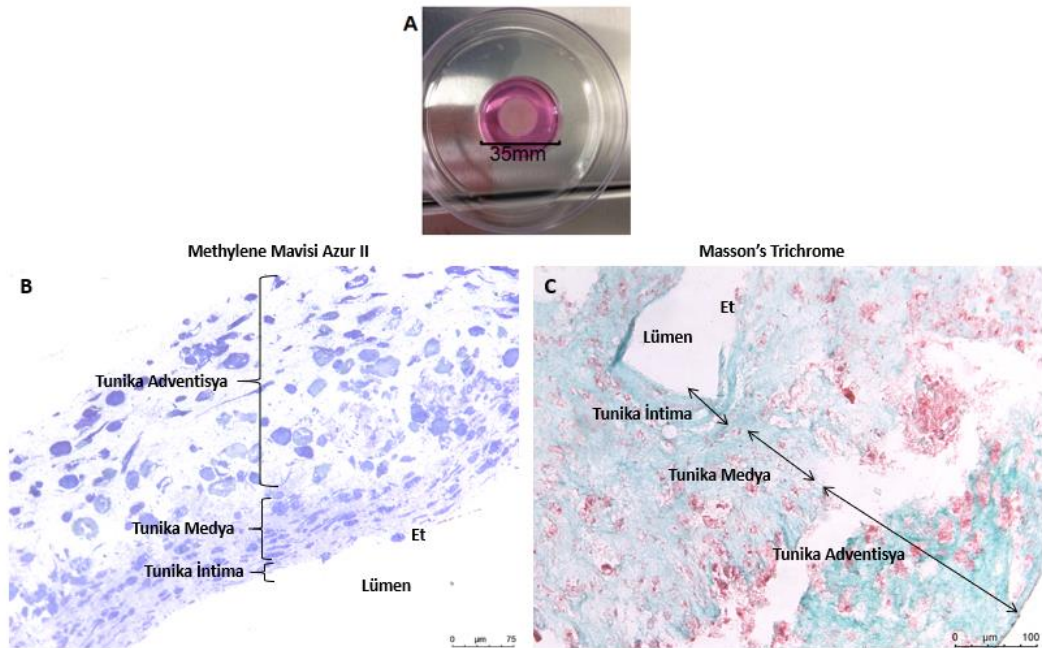 A
35mm
Methylene Mavisi Azur II
Masson's Trichrome
B
Tunika Adventisya
Tunika Medya
Tunika İntima
Et
Lümen
0 µm 75
C
Et
Lümen
Tunika İntima
Tunika Medya
Tunika Adventisya
0 µm 100